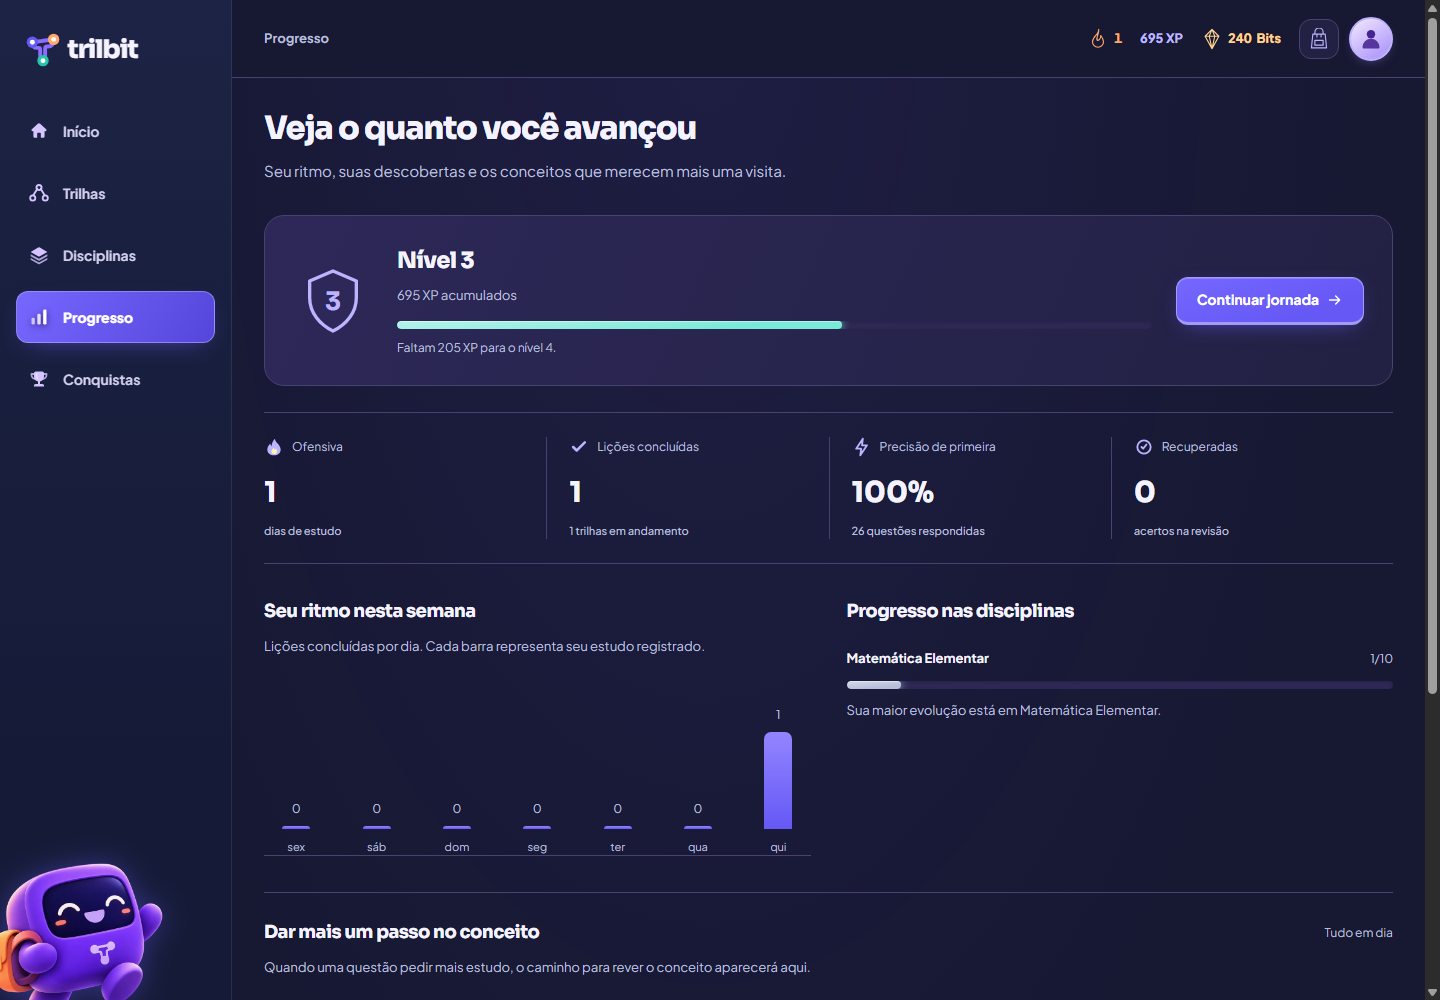 trilbit
Início
Trilhas
Disciplinas
Progresso
Conquistas
Progresso
1
695 XP
240 Bits
Veja o quanto você avançou
Seu ritmo, suas descobertas e os conceitos que merecem mais uma visita.
3
Nível 3
695 XP acumulados
Faltam 205 XP para o nível 4.
Continuar jornada
Ofensiva
1
dias de estudo
Lições concluídas
1
1 trilhas em andamento
Precisão de primeira
100%
26 questões respondidas
Recuperadas
0
acertos na revisão
Seu ritmo nesta semana
Lições concluídas por dia. Cada barra representa seu estudo registrado.
0 0 0 0 0 0 1
sex sáb dom seg ter qua qui
Progresso nas disciplinas
Matemática Elementar 1/10
Sua maior evolução está em Matemática Elementar.
Dar mais um passo no conceito
Tudo em dia
Quando uma questão pedir mais estudo, o caminho para rever o conceito aparecerá aqui.